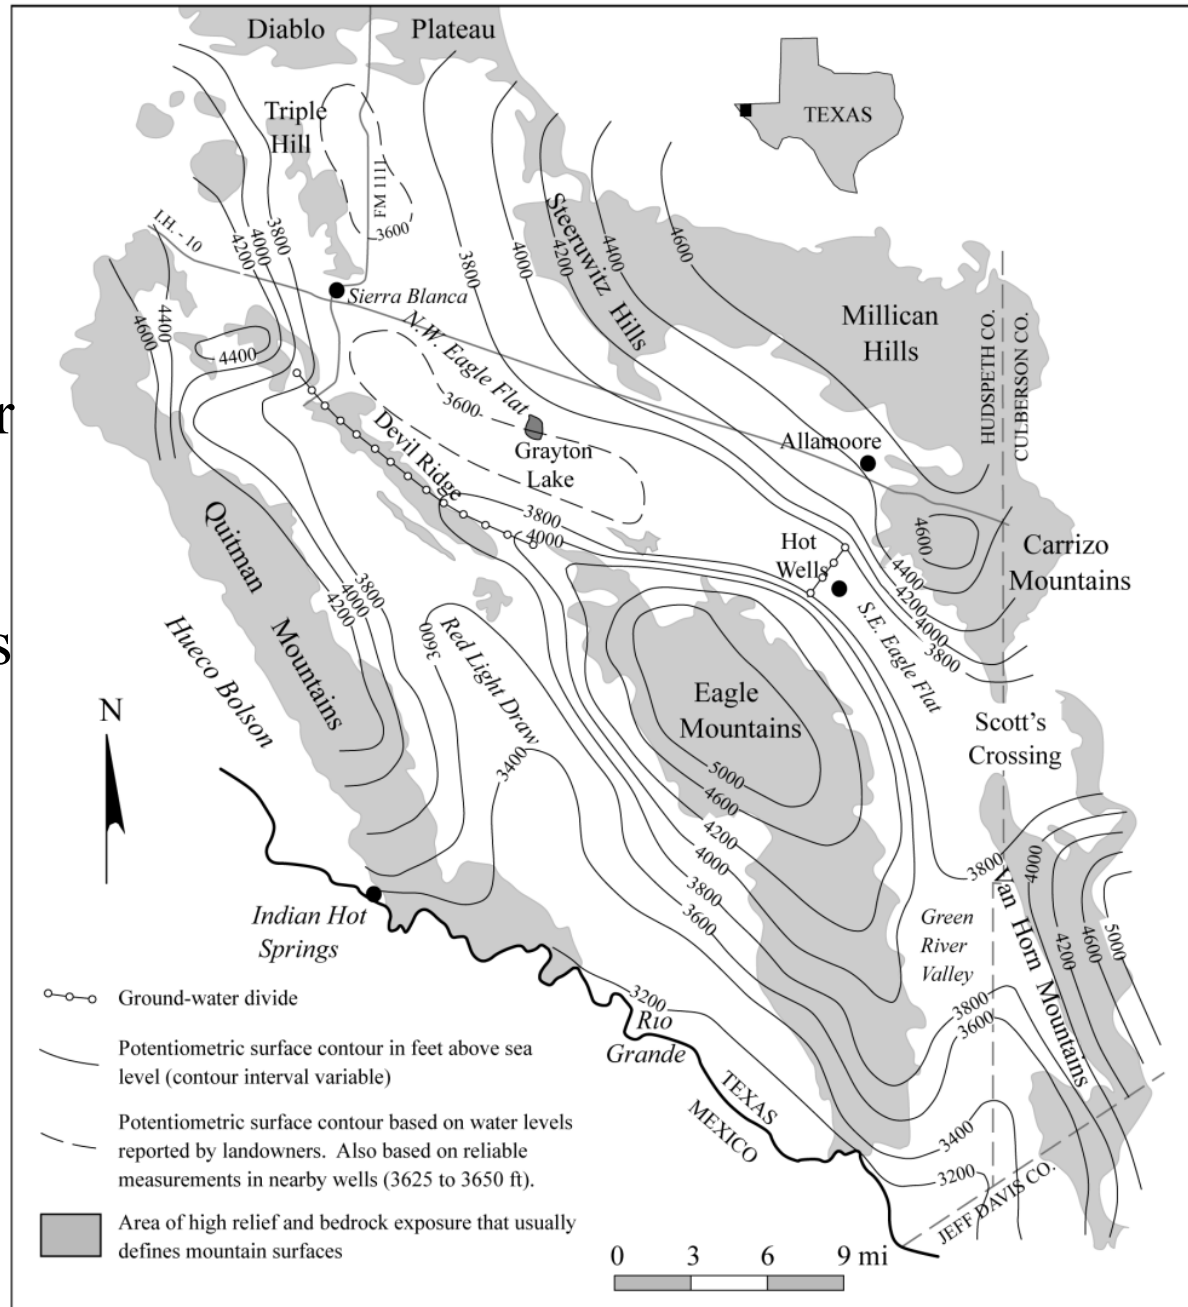 Diablo Plateau
TEXAS
Triple
Hill
FM 1111
I.H. - 10
3600
3800
4000
4200
3800
4000
4200
4400
4600
Steeruwitz Hills
4400
4600
4400
Sierra Blanca
N.W. Eagle Flat
Millican
Hills
HUDSPETH CO.
CULBERSON CO.
r
3600
Grayton
Lake
Devil Ridge
Allamoore
3800
4000
Hot
Wells
4600
Carrizo
Mountains
4400
4200
4000
3800
S.E. Eagle Flat
Quitman
Mountains
3800
4000
4200
s
Hueco Bolson
3600
Red Light Draw
Eagle
Mountains
N
3400
5000
4600
4200
4000
3800
3600
Scott's
Crossing
3800
4000
Van Horn Mountains
4200
4600
5000
Indian Hot
Springs
Green
River
Valley
3200
Rio
Grande
3800
3600
TEXAS
MEXICO
3400
3200
JEFF DAVIS CO.
Ground-water divide
Potentiometric surface contour in feet above sea
level (contour interval variable)
Potentiometric surface contour based on water levels
reported by landowners. Also based on reliable
measurements in nearby wells (3625 to 3650 ft).
Area of high relief and bedrock exposure that usually
defines mountain surfaces
0 3 6 9 mi